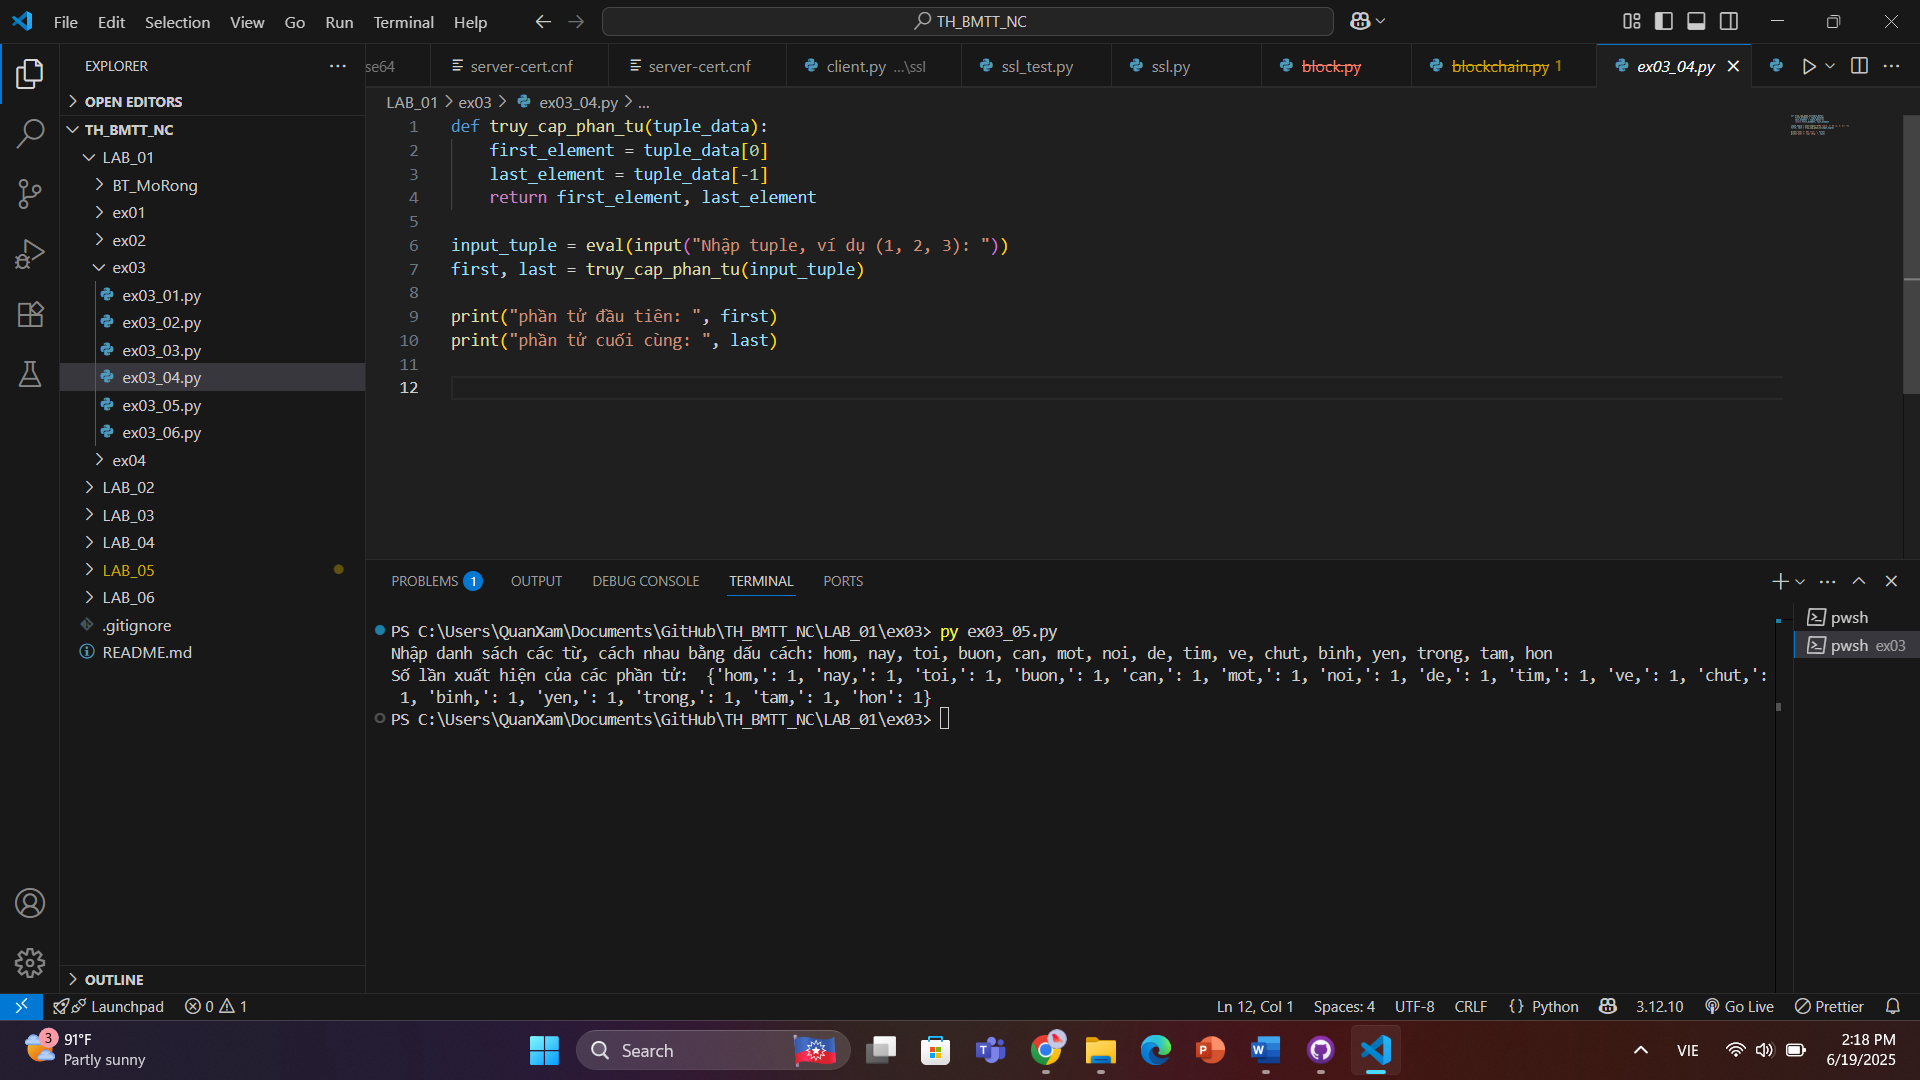 File Edit Selection View Go Run Terminal Help
TH_BMTT_NC
EXPLORER
OPEN EDITORS
TH_BMTT_NC
LAB_01
BT_MoRong
ex01
ex02
ex03
ex03_01.py
ex03_02.py
ex03_03.py
ex03_04.py
ex03_05.py
ex03_06.py
ex04
LAB_02
LAB_03
LAB_04
LAB_05
LAB_06
.gitignore
README.md
OUTLINE
se64 server-cert.cnf server-cert.cnf client.py ...\ssl ssl_test.py ssl.py block.py blockchain.py 1 ex03_04.py
LAB_01 > ex03 > ex03_04.py > ...
1 def truy_cap_phan_tu(tuple_data):
2 first_element = tuple_data[0]
3 last_element = tuple_data[-1]
4 return first_element, last_element
5
6 input_tuple = eval(input("Nhập tuple, ví dụ (1, 2, 3): "))
7 first, last = truy_cap_phan_tu(input_tuple)
8
9 print("phần tử đầu tiên: ", first)
10 print("phần tử cuối cùng: ", last)
11
12
PROBLEMS 1 OUTPUT DEBUG CONSOLE TERMINAL PORTS
PS C:\Users\QuanXam\Documents\GitHub\TH_BMTT_NC\LAB_01\ex03> py ex03_05.py
Nhập danh sách các từ, cách nhau bằng dấu cách: hom, nay, toi, buon, can, mot, noi, de, tim, ve, chut, binh, yen, trong, tam, hon
Số lần xuất hiện của các phần tử:  {'hom,': 1, 'nay,': 1, 'toi,': 1, 'buon,': 1, 'can,': 1, 'mot,': 1, 'noi,': 1, 'de,': 1, 'tim,': 1, 've,': 1, 'chut,':
1, 'binh,': 1, 'yen,': 1, 'trong,': 1, 'tam,': 1, 'hon': 1}
PS C:\Users\QuanXam\Documents\GitHub\TH_BMTT_NC\LAB_01\ex03>
pwsh
pwsh ex03
Launchpad 0 1 Ln 12, Col 1 Spaces: 4 UTF-8 CRLF {} Python 3.12.10 Go Live Prettier
3 91°F
Partly sunny
Search
VIE
2:18 PM
6/19/2025